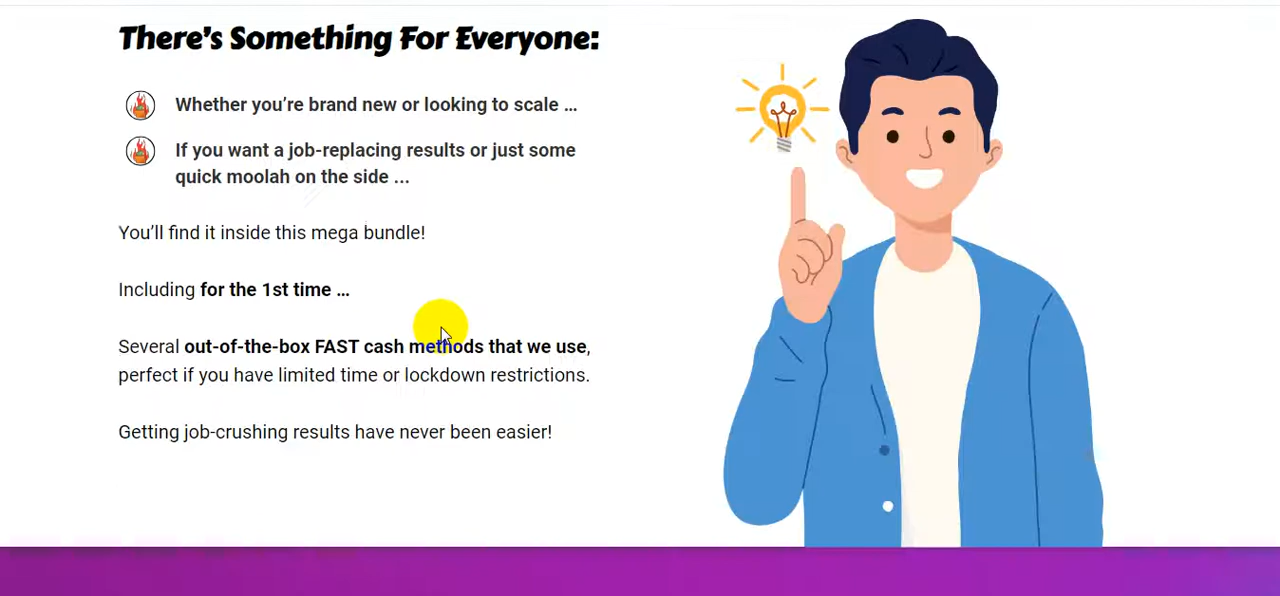 There's Something For Everyone:
Whether you’re brand new or looking to scale ...
If you want a job-replacing results or just some
quick moolah on the side ...
You’ll find it inside this mega bundle!
Including for the 1st time ...
Several out-of-the-box FAST cash methods that we use,
perfect if you have limited time or lockdown restrictions.
Getting job-crushing results have never been easier!